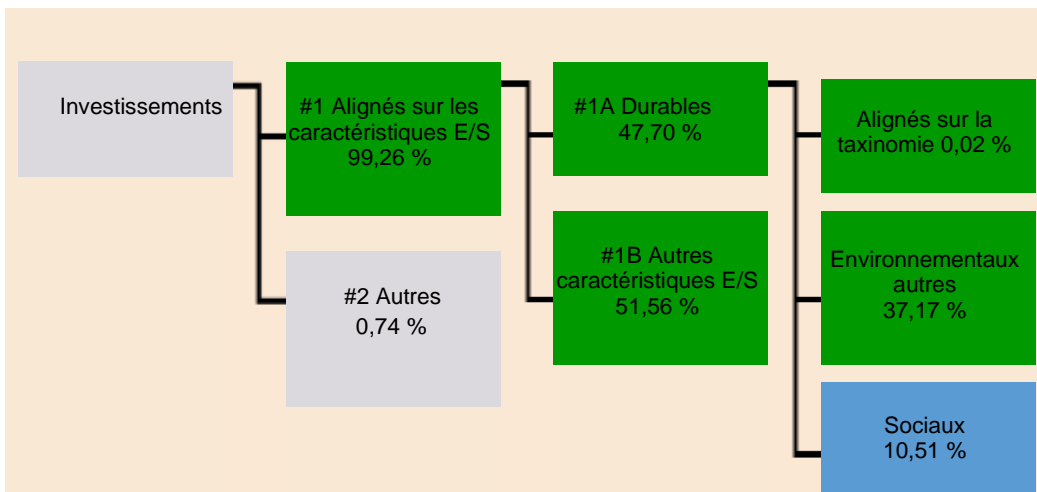 Investissements
#1 Alignés sur les
caractéristiques E/S
99,26 %
#2 Autres
0,74 %
#1A Durables
47,70 %
#1B Autres
caractéristiques E/S
51,56 %
Alignés sur la
taxinomie 0,02 %
Environnementaux
autres
37,17 %
Sociaux
10,51 %